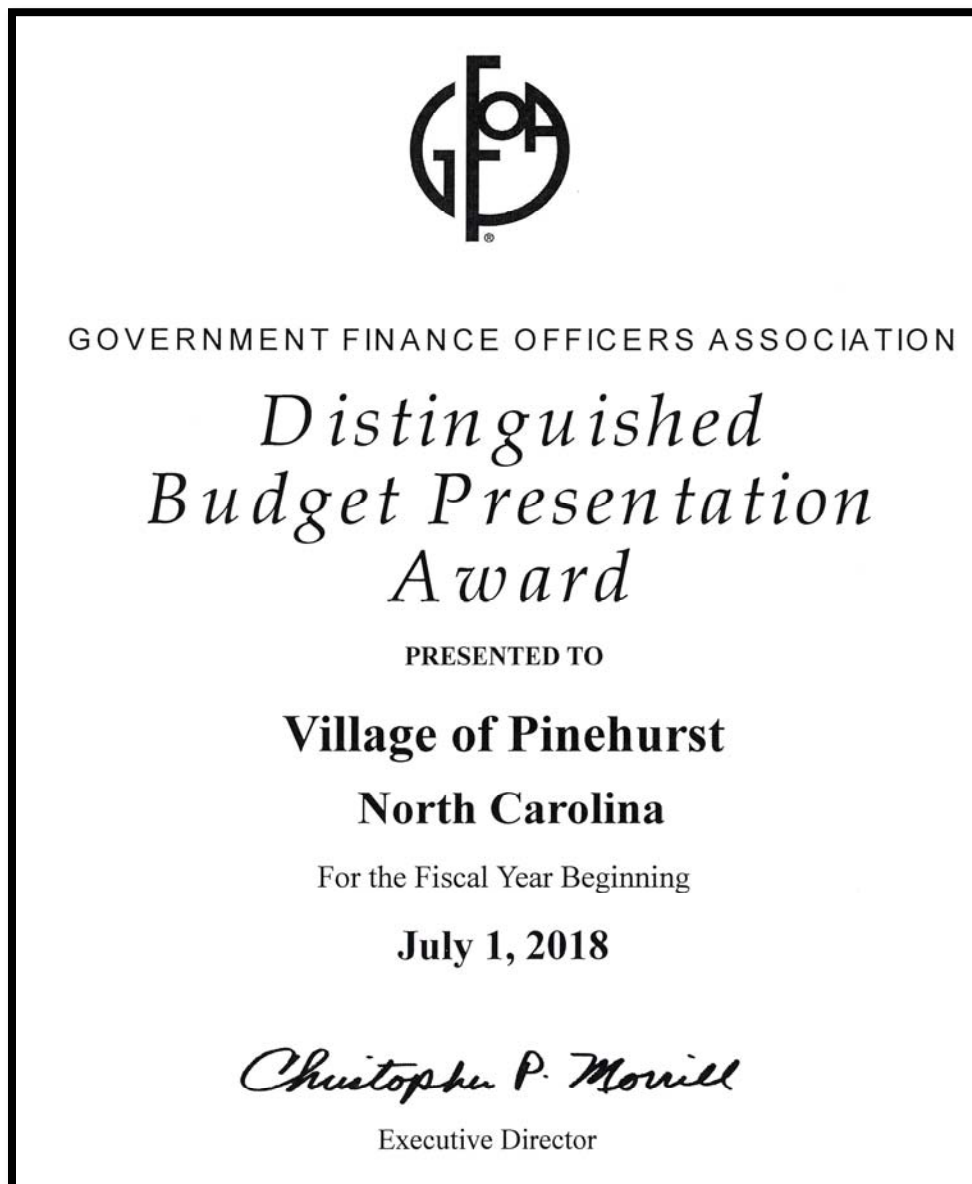 GFOA
®
GOVERNMENT FINANCE OFFICERS ASSOCIATION
Distinguished
Budget Presentation
Award
PRESENTED TO
Village of Pinehurst
North Carolina
For the Fiscal Year Beginning
July 1, 2018
Christopher P. Morrill
Executive Director